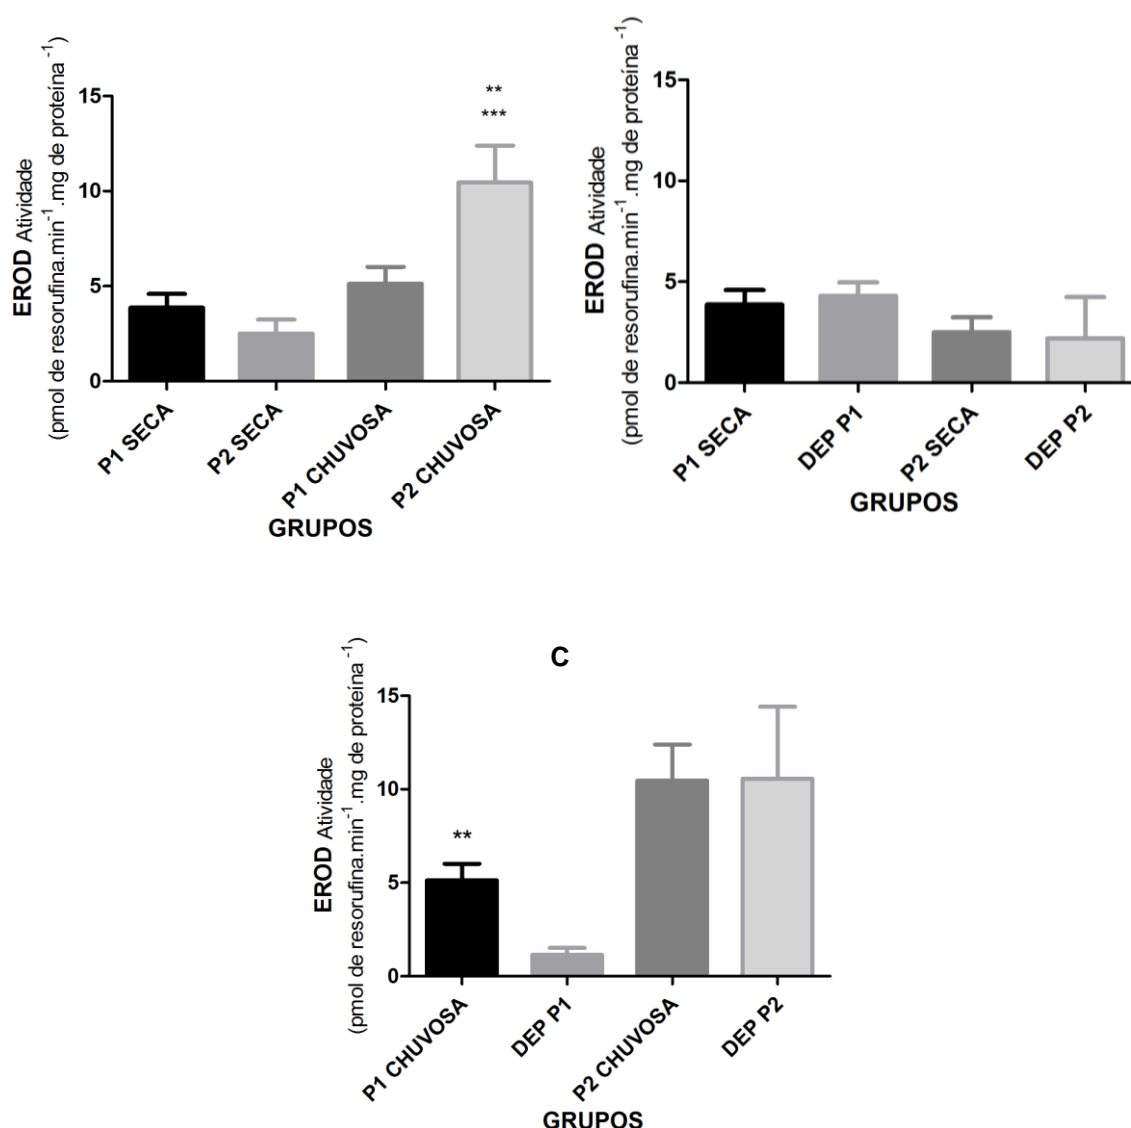 EROD Atividade
(pmol de resorufina.min⁻¹.mg de proteína ⁻¹)
15
10
5
0
**
***
P1 SECA
P2 SECA
P1 CHUVOSA
P2 CHUVOSA
GRUPOS
EROD Atividade
(pmol de resorufina.min⁻¹.mg de proteína ⁻¹)
15
10
5
0
P1 SECA
DEP P1
P2 SECA
DEP P2
GRUPOS
C
EROD Atividade
(pmol de resorufina.min⁻¹.mg de proteína ⁻¹)
15
10
5
0
**
P1 CHUVOSA
DEP P1
P2 CHUVOSA
DEP P2
GRUPOS